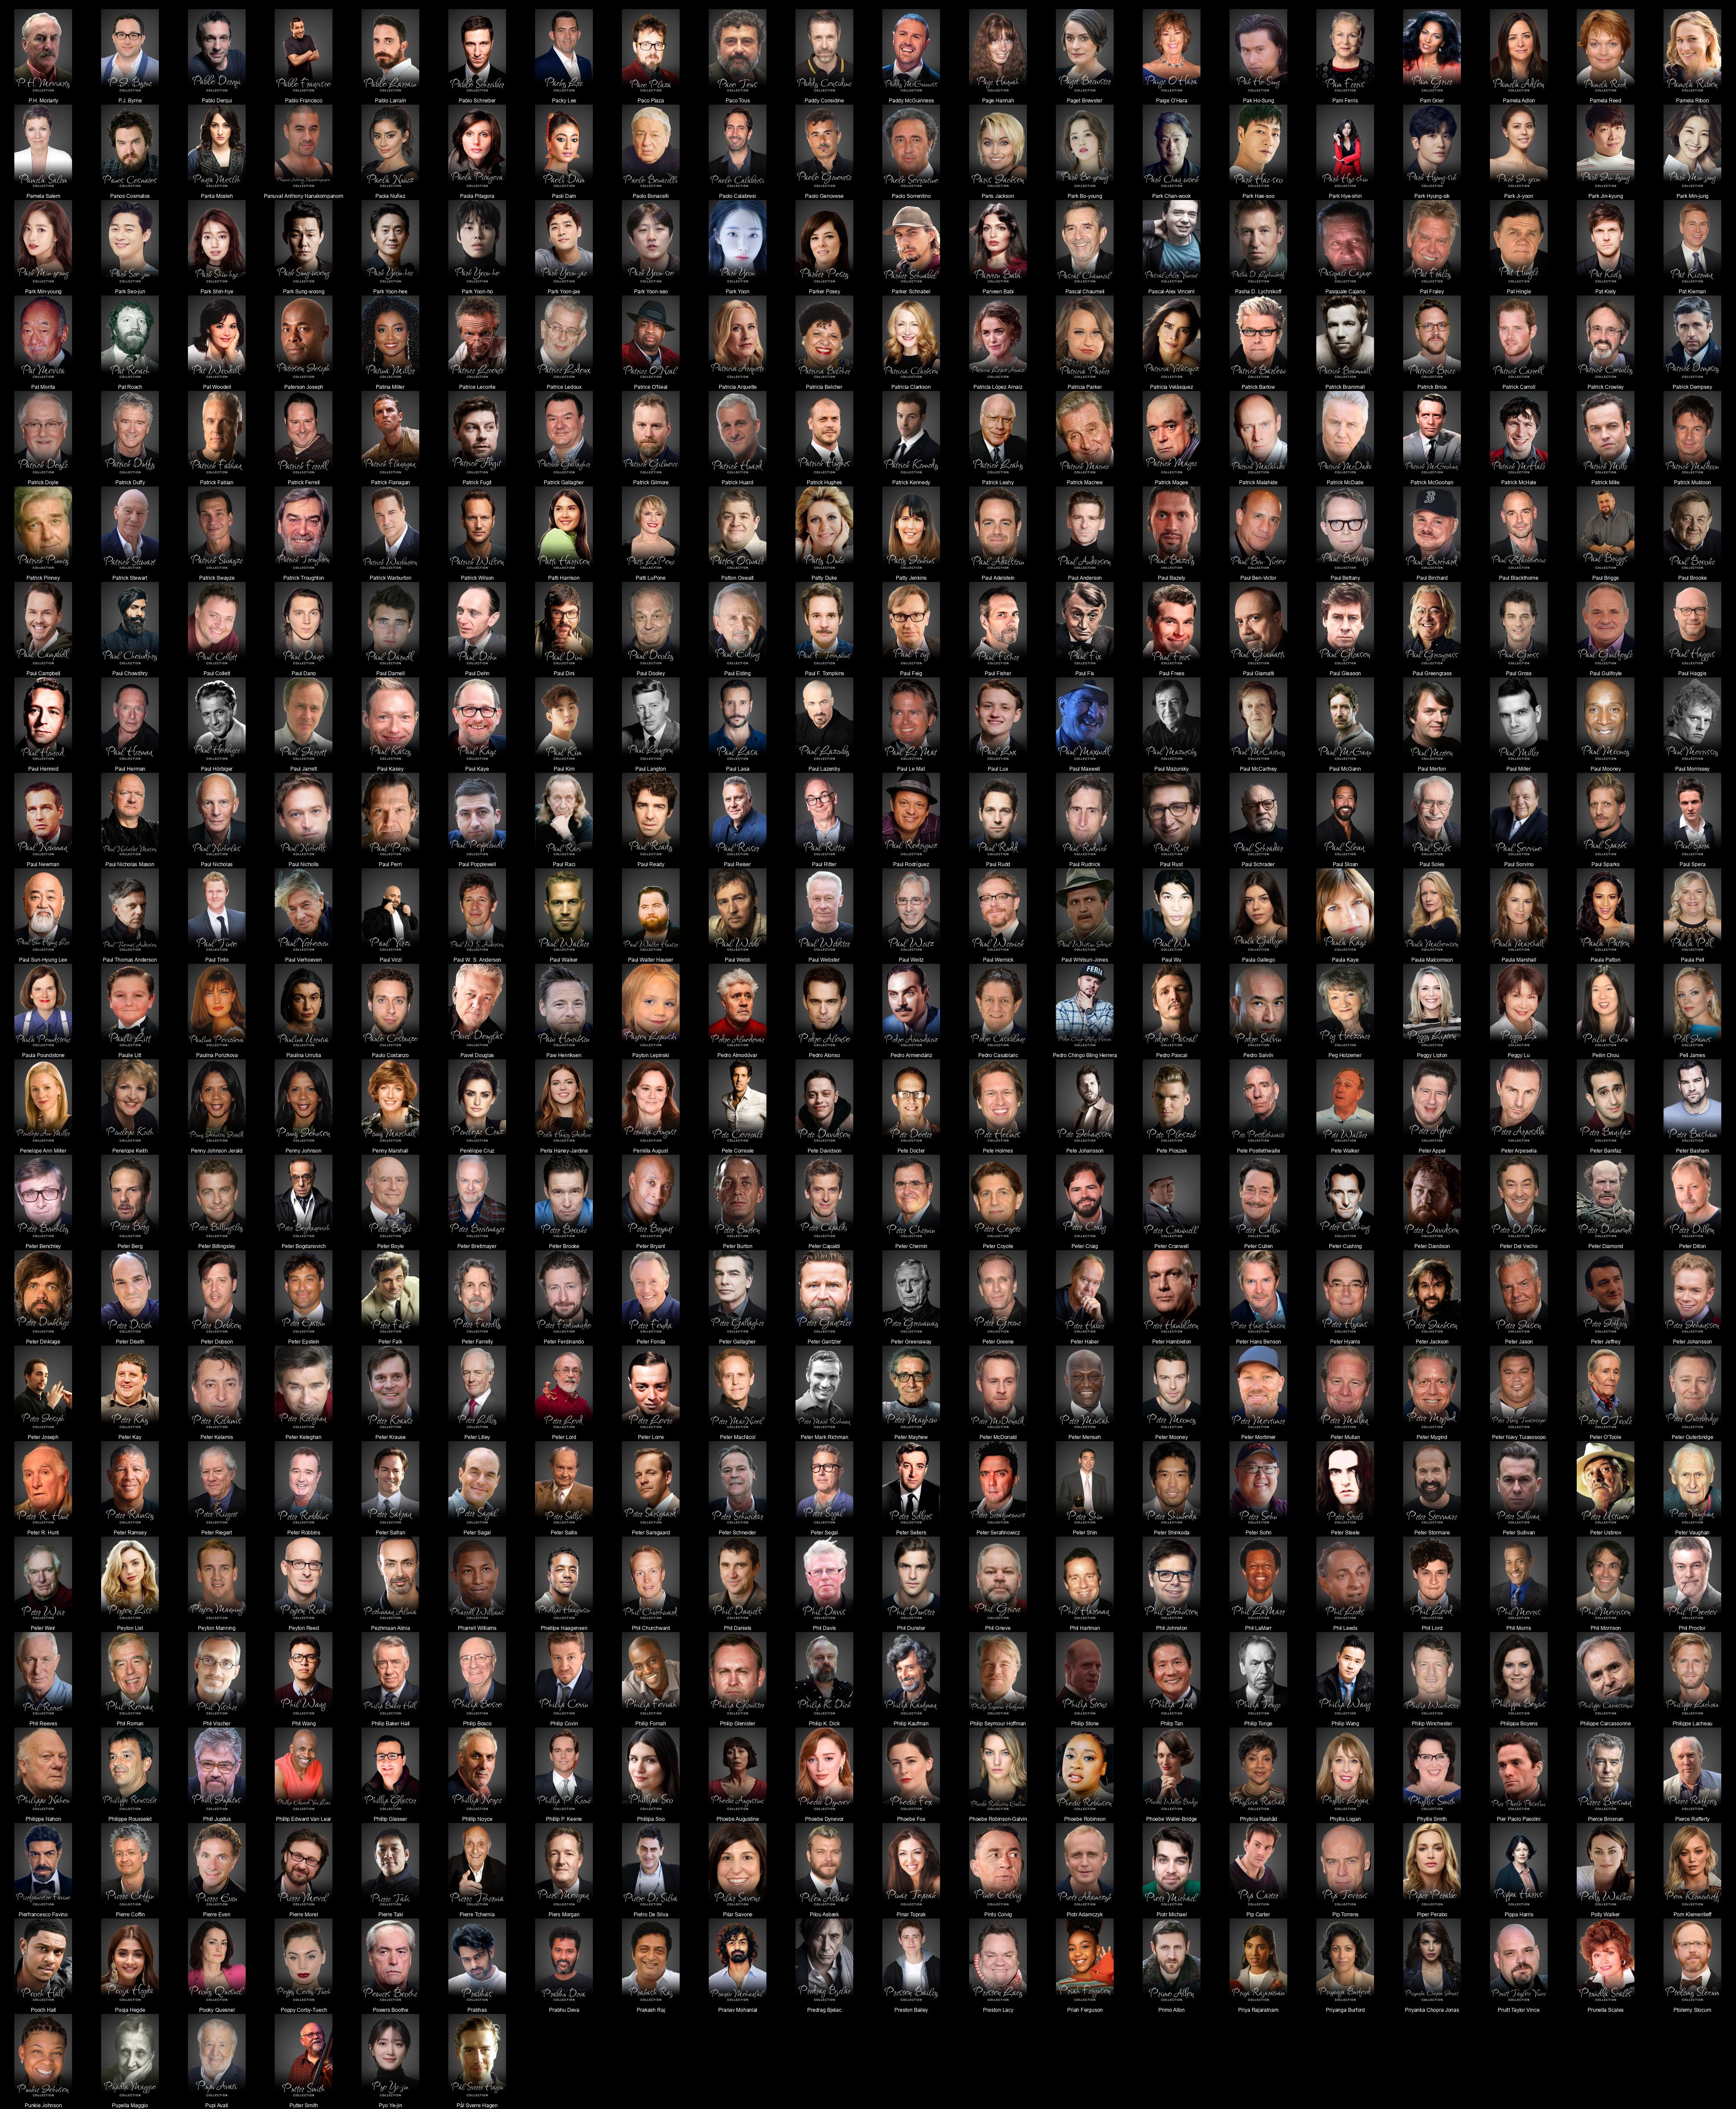 P.H. Moriarty P.J. Byrne Pablo Derqui Pablo Francisco Pablo Larraín Pablo Schreiber Packy Lee Paco Plaza Paco Tous Paddy Considine Paddy McGuinness Page Hannah Paget Brewster Paige O'Hara Pak Ho-Sung Pam Ferris Pam Grier Pamela Adlon Pamela Reed Pamela Ribon
Pamela Salem Panos Cosmatos Panta Mosleh Panuvat Anthony Nanakornpanom Paola Nuñez Paola Pitagora Paoli Dam Paolo Bonacelli Paolo Calabresi Paolo Genovese Paolo Sorrentino Paris Jackson Park Bo-young Park Chan-wook Park Hae-soo Park Hye-shin Park Hyung-sik Park Ji-yoon Park Jin-kyung Park Min-jung
Park Min-young Park Seo-jun Park Shin-hye Park Sung-woong Park Yoon-hee Park Yoon-ho Park Yoon-jae Park Yoon-seo Park Yoon Parker Posey Parker Schnabel Parveen Babi Pascal Chaumeil Pascal-Alex Vincent Pasha D. Lychnikoff Pasquale Cajano Pat Fraley Pat Hingle Pat Kiely Pat Kiernan
Pat Morita Pat Roach Pat Woodell Paterson Joseph Patina Miller Patrice Leconte Patrice Ledoux Patrice O'Neal Patricia Arquette Patricia Belcher Patricia Clarkson Patricia López Arnaiz Patricia Parker Patricia Velásquez Patrick Barlow Patrick Brammall Patrick Brice Patrick Carroll Patrick Crowley Patrick Dempsey
Patrick Doyle Patrick Duffy Patrick Fabian Patrick Ferrell Patrick Flanagan Patrick Fugit Patrick Gallagher Patrick Gilmore Patrick Huard Patrick Hughes Patrick Kennedy Patrick Leahy Patrick Macnee Patrick Magee Patrick Malahide Patrick McDade Patrick McGoohan Patrick McHale Patrick Mille Patrick Muldoon
Patrick Pinney Patrick Stewart Patrick Swayze Patrick Troughton Patrick Warburton Patrick Wilson Patti Harrison Patti LuPone Patton Oswalt Patty Duke Patty Jenkins Paul Adelstein Paul Anderson Paul Bazely Paul Ben-Victor Paul Bettany Paul Birchard Paul Blackthorne Paul Briggs Paul Brooke
Paul Campbell Paul Chowdhry Paul Collett Paul Dano Paul Darnell Paul Dehn Paul Dini Paul Dooley Paul Eiding Paul F. Tompkins Paul Feig Paul Fisher Paul Fix Paul Frees Paul Giamatti Paul Gleason Paul Greengrass Paul Gross Paul Guilfoyle Paul Haggis
Paul Henreid Paul Herman Paul Hörbiger Paul Jarrett Paul Kasey Paul Kaye Paul Kim Paul Langton Paul Lasa Paul Lazenby Paul Le Mat Paul Lux Paul Maxwell Paul Mazursky Paul McCartney Paul McGann Paul Merton Paul Miller Paul Mooney Paul Morrissey
Paul Newman Paul Nicholas Mason Paul Nicholas Paul Nicholls Paul Penn Paul Popplewell Paul Raci Paul Ready Paul Reiser Paul Ritter Paul Rodriguez Paul Rudd Paul Rudnick Paul Rust Paul Schrader Paul Sloan Paul Soles Paul Sorvino Paul Sparks Paul Spera
Paul Sun-Hyung Lee Paul Thomas Anderson Paul Tinto Paul Verhoeven Paul Virzi Paul W. S. Anderson Paul Walker Paul Walter Hauser Paul Webb Paul Webster Paul Weitz Paul Wernick Paul Whitsun-Jones Paul Wu Paula Gallego Paula Kaye Paula Malcomson Paula Marshall Paula Patton Paula Pell
Paula Poundstone Paulie Litt Paulina Porizkova Paulina Urrutia Paulo Costanzo Pavel Douglas Paw Henriksen Payton Lepinski Pedro Almodóvar Pedro Alonso Pedro Armendáriz Pedro Casablanc Pedro Chingo Bling Herrera Pedro Pascal Pedro Salvín Peg Holzemer Peggy Lipton Peggy Lu Peilin Chou Pell James
Penelope Ann Miller Penelope Keith Penny Johnson Jerald Penny Johnson Penny Marshall Penélope Cruz Perla Haney-Jardine Pernilla August Pete Correale Pete Davidson Pete Docter Pete Holmes Pete Johansson Pete Ploszek Pete Postlethwaite Pete Walker Peter Appel Peter Arpesella Peter Banifaz Peter Basham
Peter Benchley Peter Berg Peter Billingsley Peter Bogdanovich Peter Boyle Peter Breitmayer Peter Brooke Peter Bryant Peter Burton Peter Capaldi Peter Chernin Peter Coyote Peter Craig Peter Cranwell Peter Cullen Peter Cushing Peter Davidson Peter Del Vecho Peter Diamond Peter Dillon
Peter Dinklage Peter Diseth Peter Dobson Peter Epstein Peter Falk Peter Farrelly Peter Ferdinando Peter Fonda Peter Gallagher Peter Gantzler Peter Greenaway Peter Greene Peter Haber Peter Hambleton Peter Hans Benson Peter Hyams Peter Jackson Peter Jason Peter Jeffrey Peter Johansson
Peter Joseph Peter Kay Peter Kelamis Peter Keleghan Peter Krause Peter Lilley Peter Lord Peter Lorre Peter MacNicol Peter Mark Richman Peter Mayhew Peter McDonald Peter Mensah Peter Mooney Peter Mortimer Peter Mullan Peter Mygind Peter Navy Tuiasosopo Peter O'Toole Peter Outerbridge
Peter R. Hunt Peter Ramsey Peter Riegert Peter Robbins Peter Safran Peter Sagal Peter Sallis Peter Sarsgaard Peter Schneider Peter Segal Peter Sellers Peter Serafinowicz Peter Shin Peter Shinkoda Peter Sohn Peter Steele Peter Stormare Peter Sullivan Peter Ustinov Peter Vaughan
Peter Weir Peyton List Peyton Manning Peyton Reed Pezhmaan Alinia Pharrell Williams Phellipe Haagensen Phil Churchward Phil Daniels Phil Davis Phil Dunster Phil Grieve Phil Hartman Phil Johnston Phil LaMarr Phil Leeds Phil Lord Phil Morris Phil Morrison Phil Proctor
Phil Reeves Phil Roman Phil Vischer Phil Wang Philip Baker Hall Philip Bosco Philip Covin Philip Fornah Philip Glenister Philip K. Dick Philip Kaufman Philip Seymour Hoffman Philip Stone Philip Tan Philip Tonge Philip Wang Philip Winchester Philippa Boyens Philippe Carcassonne Philippe Lacheau
Philippe Nahon Philippe Rousselet Phill Jupitus Phillip Edward Van Lear Phillip Glasser Phillip Noyce Phillip P. Keene Phillipa Soo Phoebe Augustine Phoebe Dynevor Phoebe Fox Phoebe Robinson-Galvin Phoebe Robinson Phoebe Waller-Bridge Phylicia Rashād Phyllis Logan Phyllis Smith Pier Paolo Pasolini Pierce Brosnan Pierce Rafferty
Pierfrancesco Favino Pierre Coffin Pierre Even Pierre Morel Pierre Taki Pierre Tchernia Piers Morgan Pietro De Silva Pilar Savone Pilou Asbæk Pinar Toprak Pinto Colvig Piotr Adamczyk Piotr Michael Pip Carter Pip Torrens Piper Perabo Pippa Harris Polly Walker Pom Klementieff
Pooch Hall Pooja Hegde Pooky Quesnel Poppy Corby-Tuech Powers Boothe Prabhas Prabhu Deva Prakash Raj Pranav Mohanlal Predrag Bjelac Preston Bailey Preston Lacy Priah Ferguson Primo Allon Priya Rajaratnam Priyanga Burford Priyanka Chopra Jonas Pruitt Taylor Vince Prunella Scales Ptolemy Slocum
Punkie Johnson Pupella Maggio Pupi Avati Putter Smith Pyo Ye-jin Pål Sverre Hagen